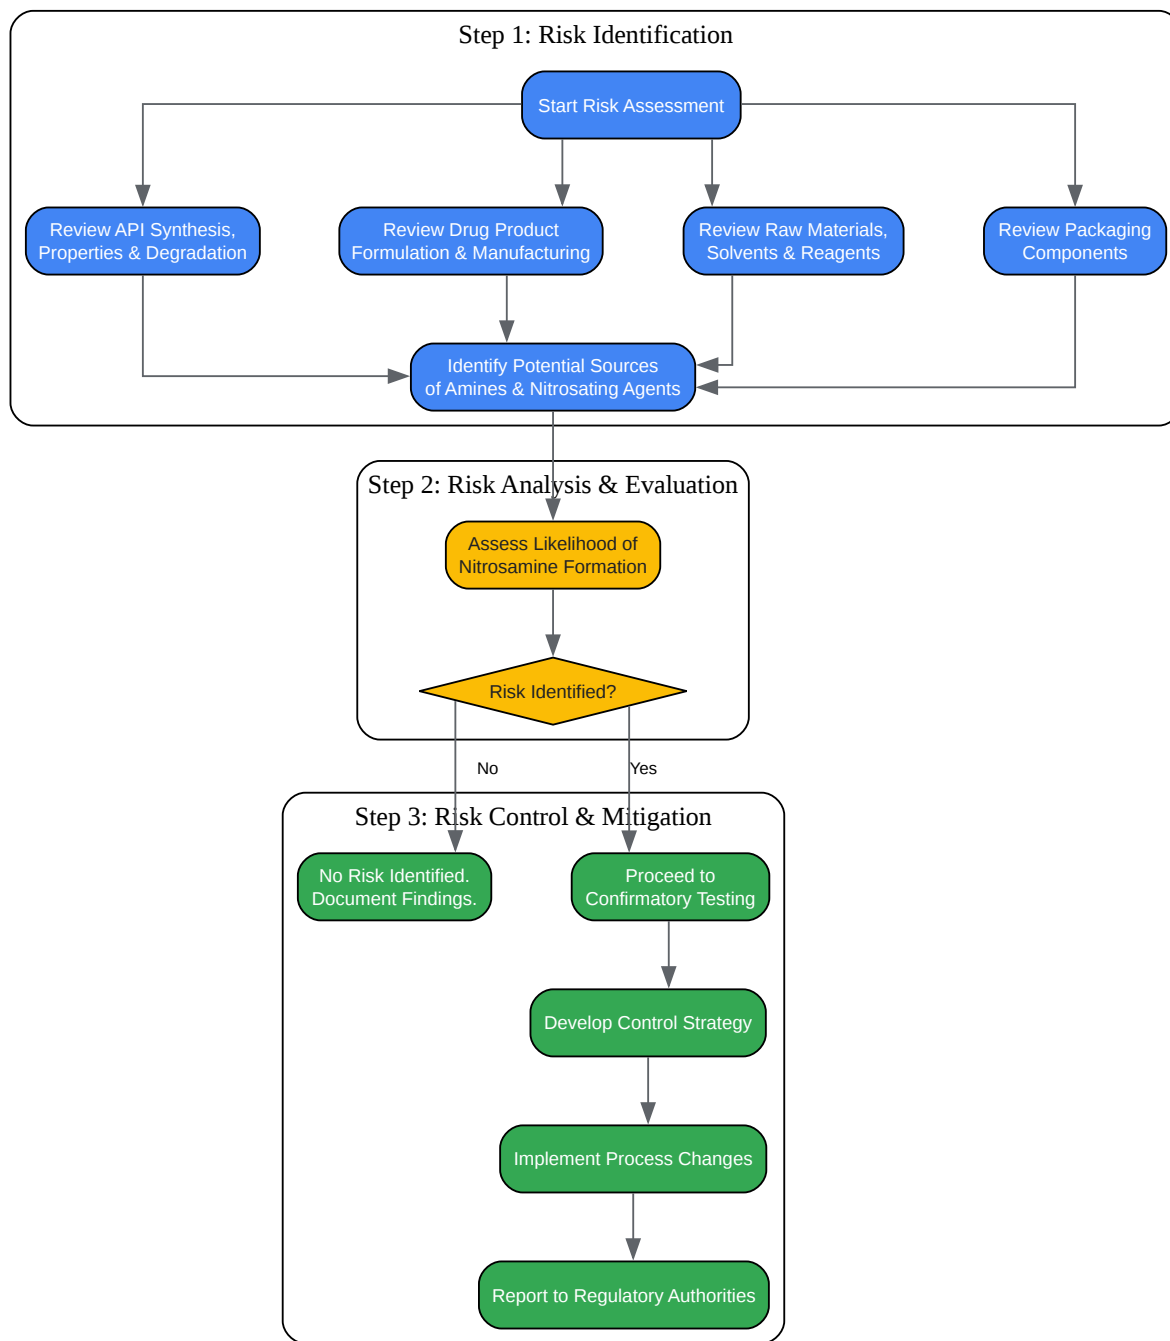 Step 1: Risk Identification
Start Risk Assessment
Review API Synthesis,
Properties & Degradation
Review Drug Product
Formulation & Manufacturing
Review Raw Materials,
Solvents & Reagents
Review Packaging
Components
Identify Potential Sources
of Amines & Nitrosating Agents
Step 2: Risk Analysis & Evaluation
Assess Likelihood of
Nitrosamine Formation
Risk Identified?
No
Yes
Step 3: Risk Control & Mitigation
No Risk Identified.
Document Findings.
Proceed to
Confirmatory Testing
Develop Control Strategy
Implement Process Changes
Report to Regulatory Authorities